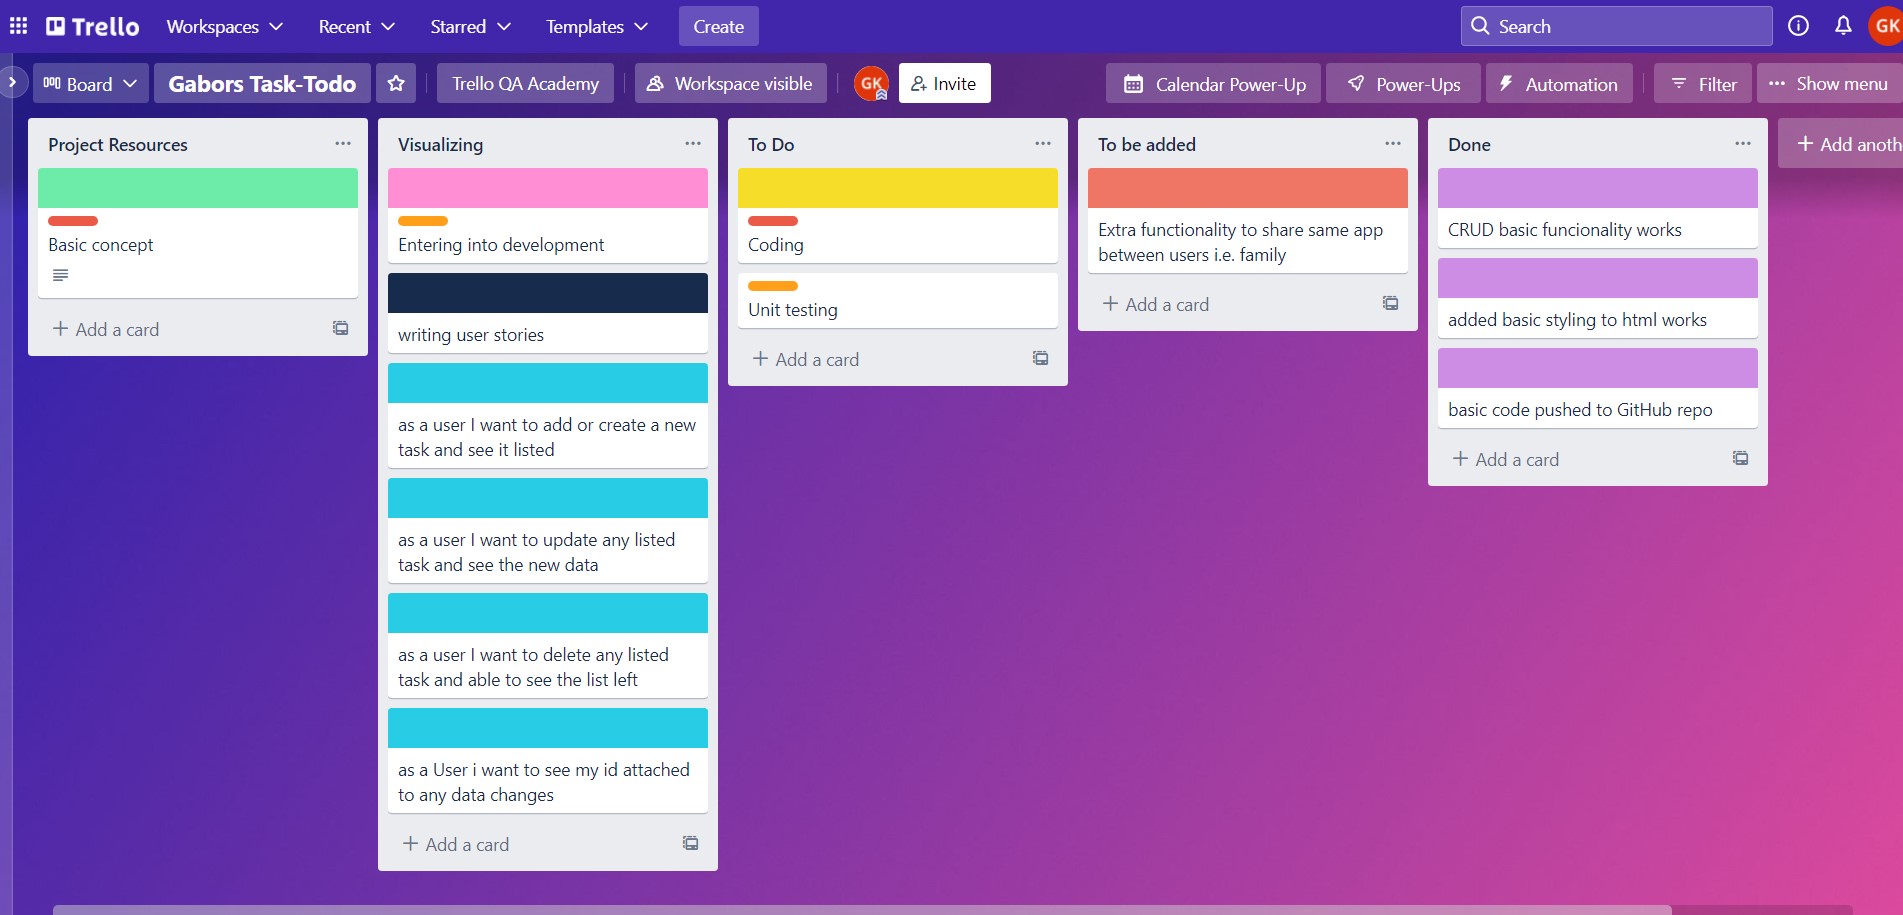 Trello
Workspaces
Recent
Starred
Templates
Create
Search
GK
Board
Gabors Task-Todo
Trello QA Academy
Workspace visible
GK
Invite
Calendar Power-Up
Power-Ups
Automation
Filter
Show menu
Project Resources
Basic concept
+ Add a card
Visualizing
Entering into development
writing user stories
as a user I want to add or create a new
task and see it listed
as a user I want to update any listed
task and see the new data
as a user I want to delete any listed
task and able to see the list left
as a User i want to see my id attached
to any data changes
+ Add a card
To Do
Coding
Unit testing
+ Add a card
To be added
Extra functionality to share same app
between users i.e. family
+ Add a card
Done
CRUD basic funcionality works
added basic styling to html works
basic code pushed to GitHub repo
+ Add a card
+ Add anoth